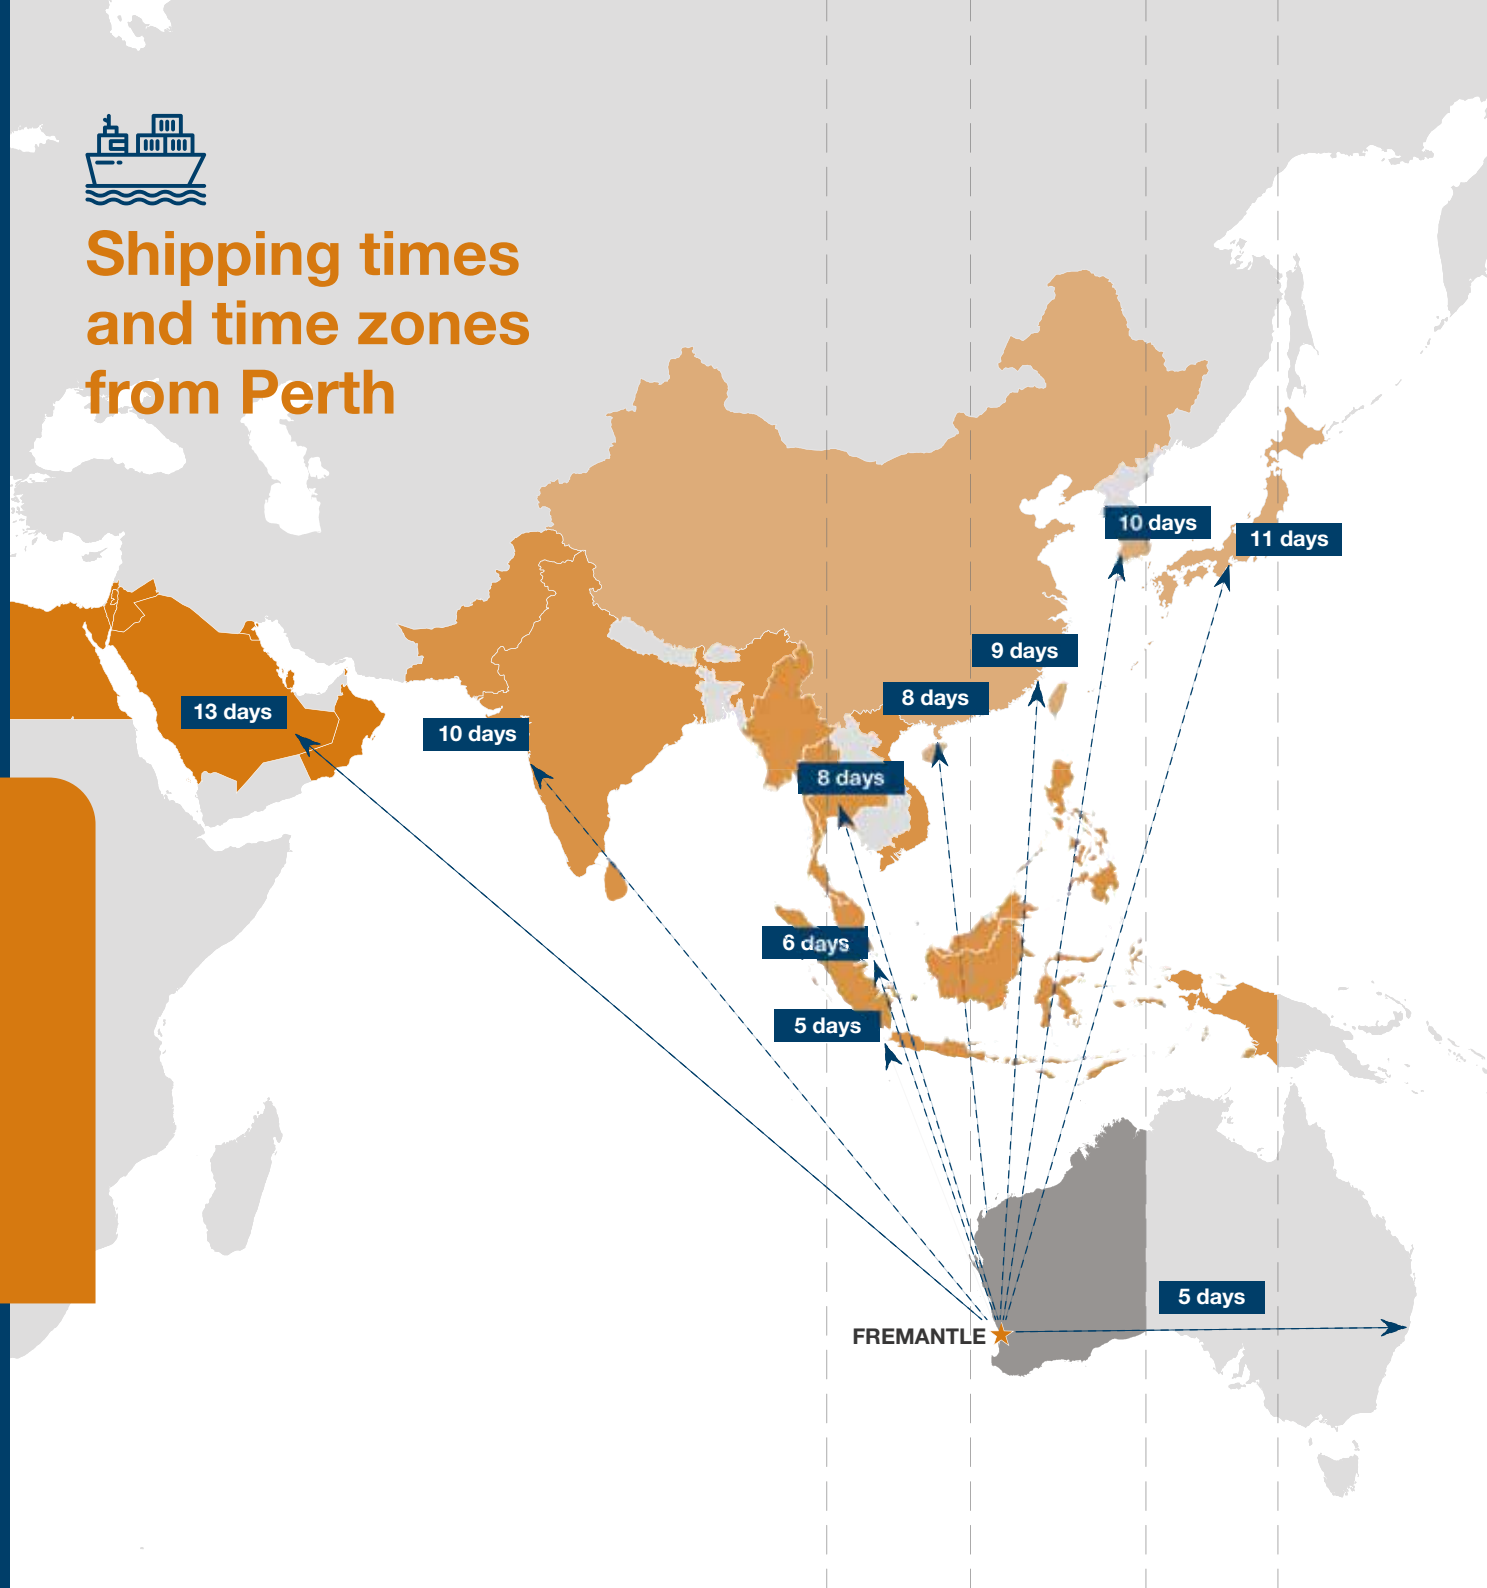 Shipping times
and time zones
from Perth
10 days
11 days
9 days
8 days
13 days
10 days
8 days
6 days
5 days
5 days
FREMANTLE